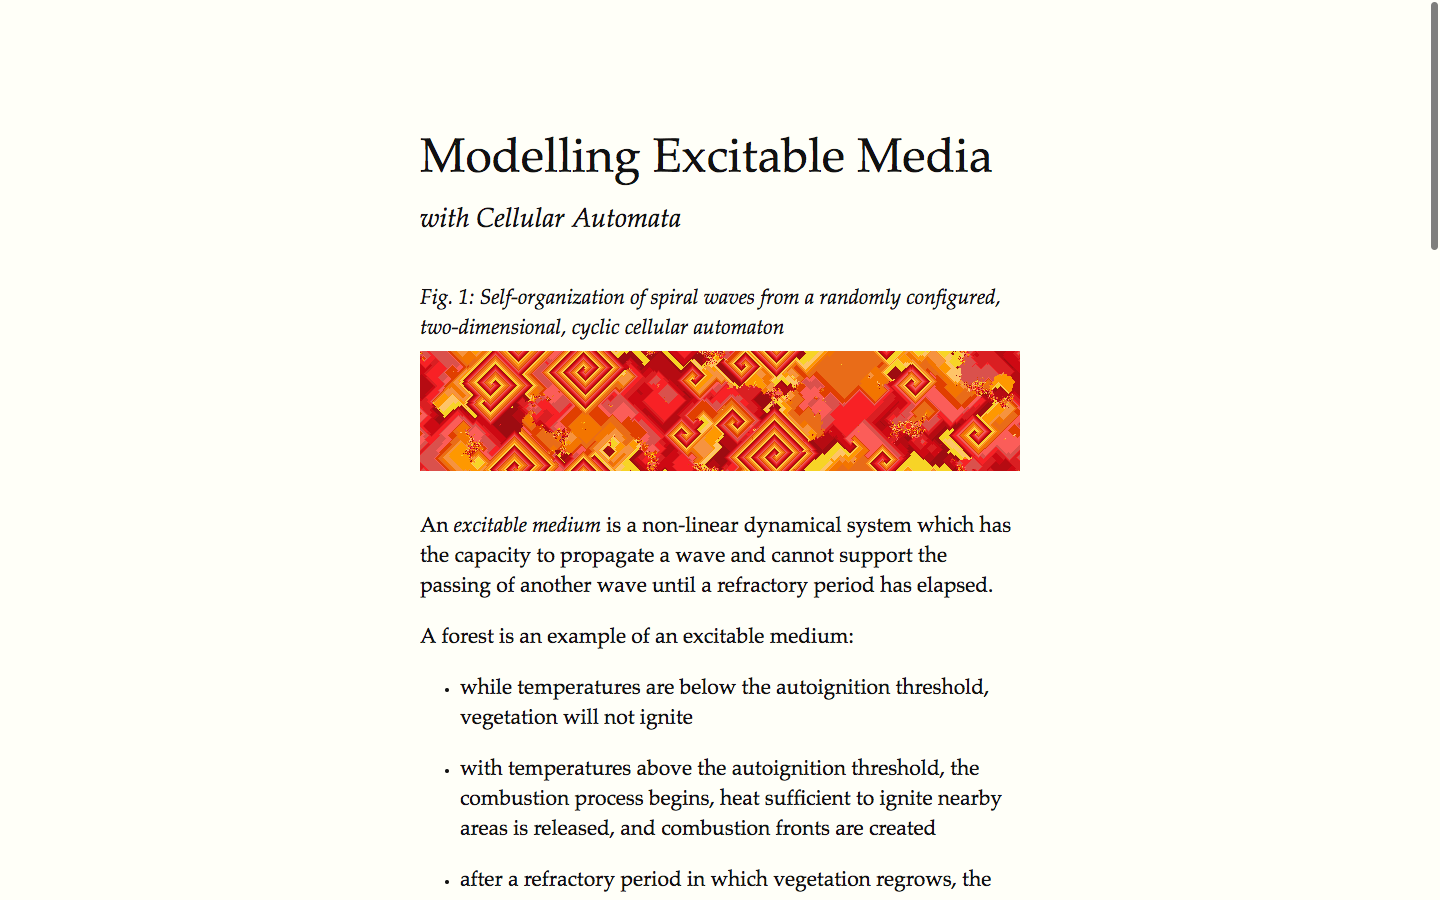 Modelling Excitable Media
with Cellular Automata
Fig. 1: Self-organization of spiral waves from a randomly configured,
two-dimensional, cyclic cellular automaton
An excitable medium is a non-linear dynamical system which has
the capacity to propagate a wave and cannot support the
passing of another wave until a refractory period has elapsed.
A forest is an example of an excitable medium:
• while temperatures are below the autoignition threshold,
vegetation will not ignite
• with temperatures above the autoignition threshold, the
combustion process begins, heat sufficient to ignite nearby
areas is released, and combustion fronts are created
• after a refractory period in which vegetation regrows, the